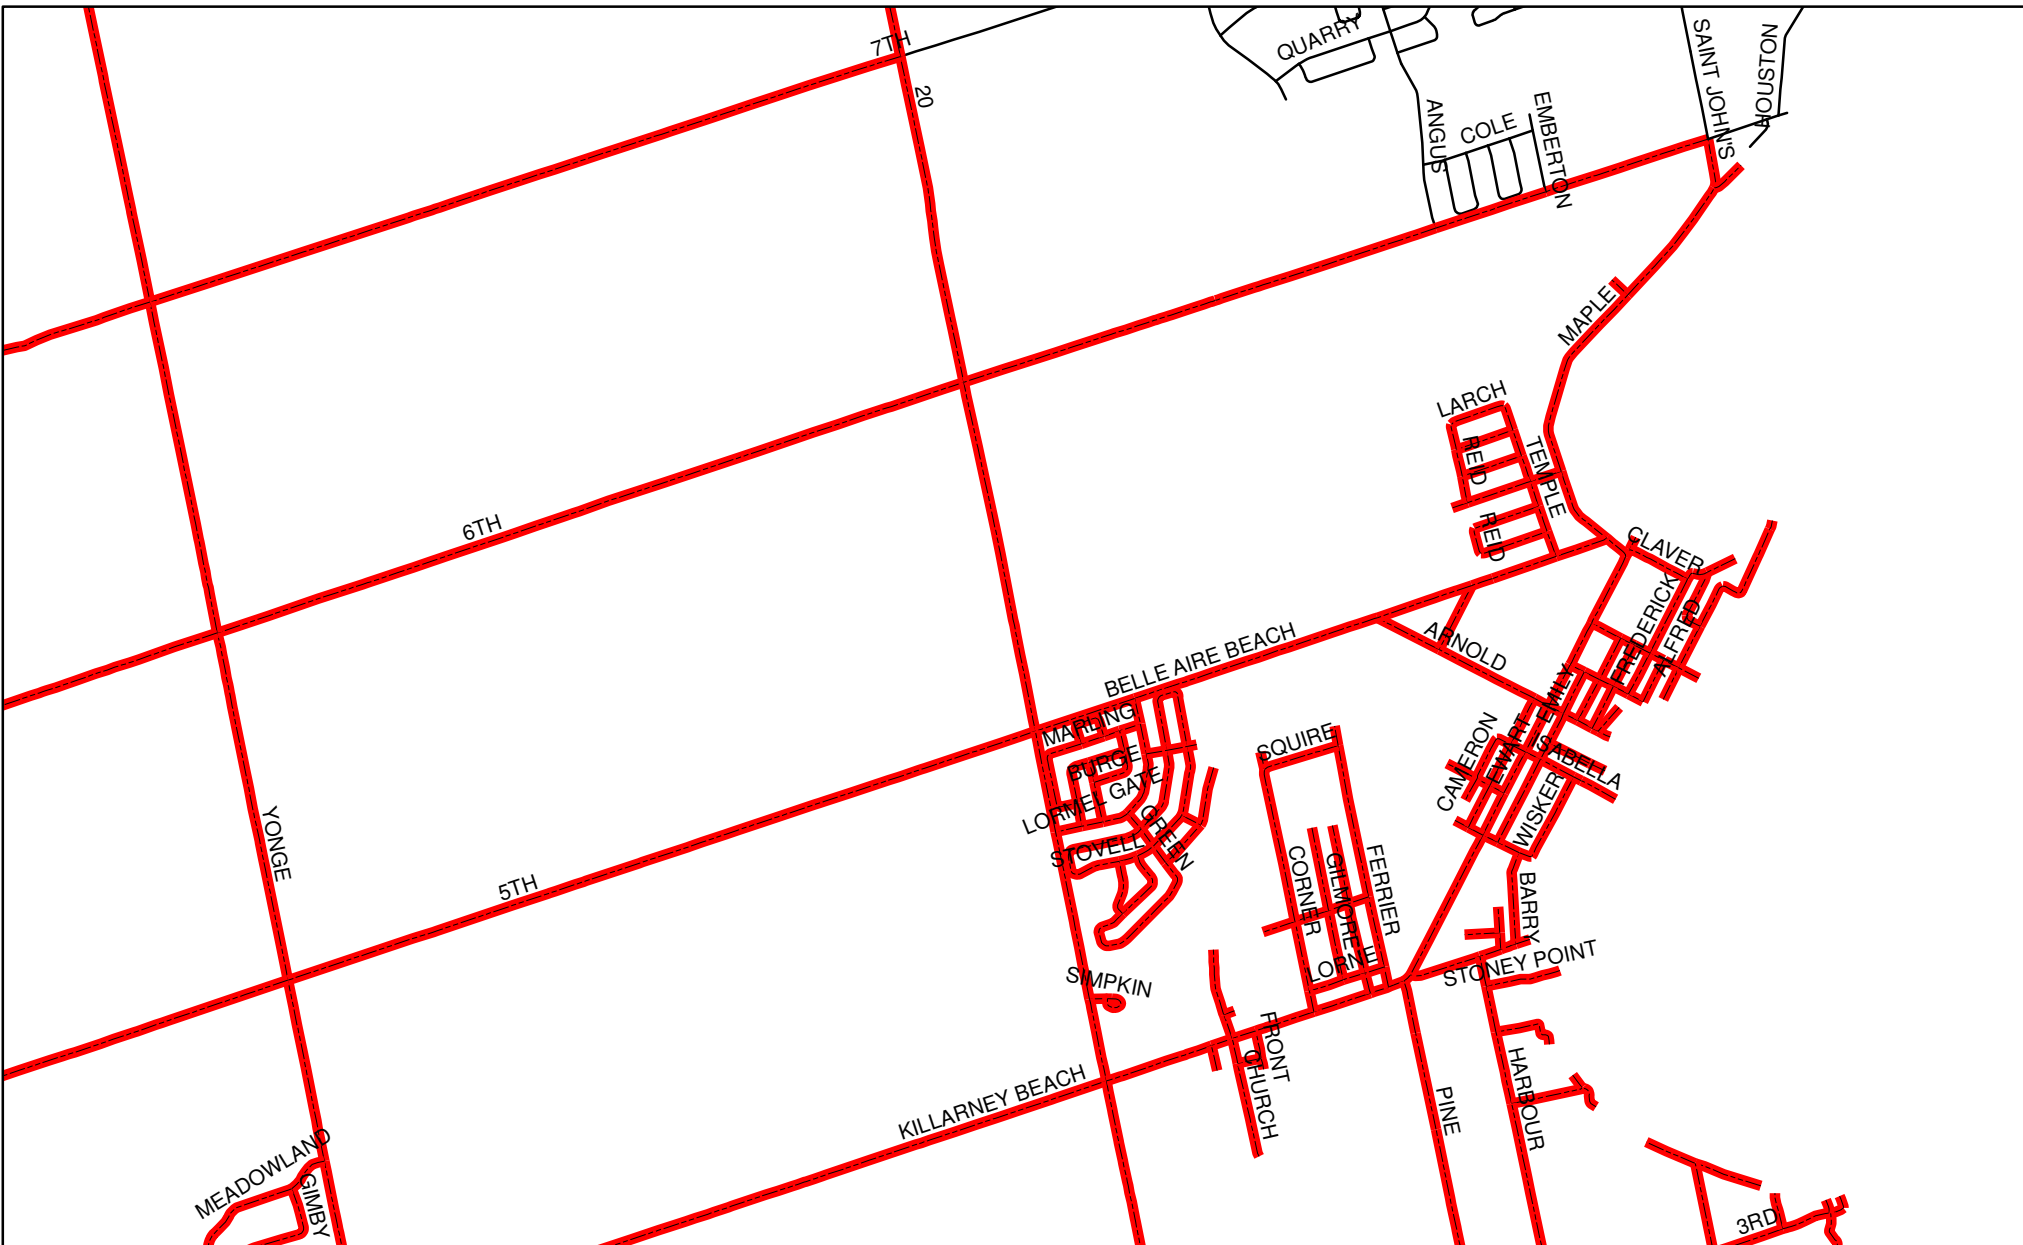 7TH
QUARRY
SAINT JOHN'S
HOUSTON
20
ANGUS
COLE
EMBERTON
MAPLE
LARCH
REID
TEMPLE
REID
6TH
CLAVER
FREDERICK
ALFRED
ARNOLD
BELLE AIRE BEACH
EMILY
MARLING
CAMERON
EWART
ISABELLA
SQUIRE
BURGE
LORMEL GATE
WISKER
GREEN
STOVELL
YONGE
5TH
CORNER
GILMORE
FERRIER
BARRY
LORNE
STONEY POINT
SIMPKIN
FRONT
CHURCH
HARBOUR
PINE
KILLARNEY BEACH
MEADOWLAND
GIMBY
3RD